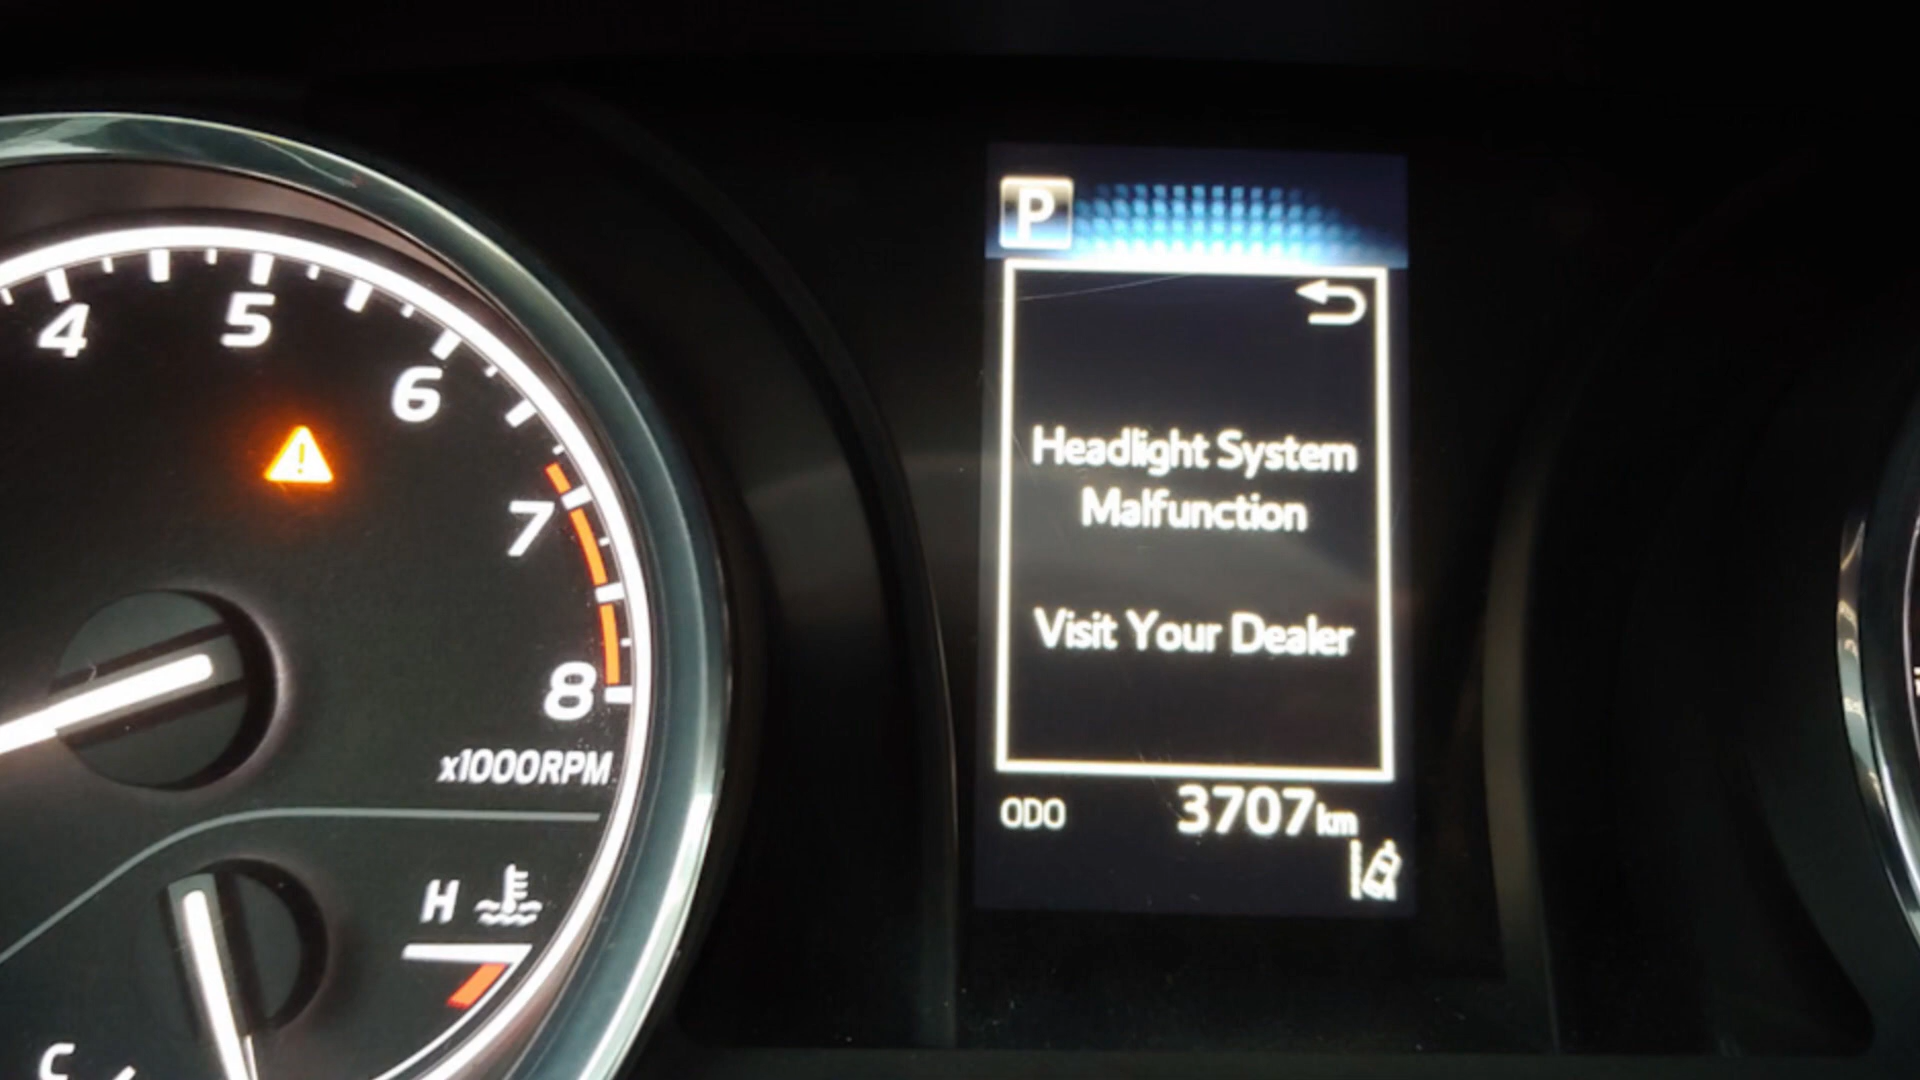 4
5
6
7
8
x1000RPM
H
C
P
Headlight System
Malfunction
Visit Your Dealer
ODO 3707km